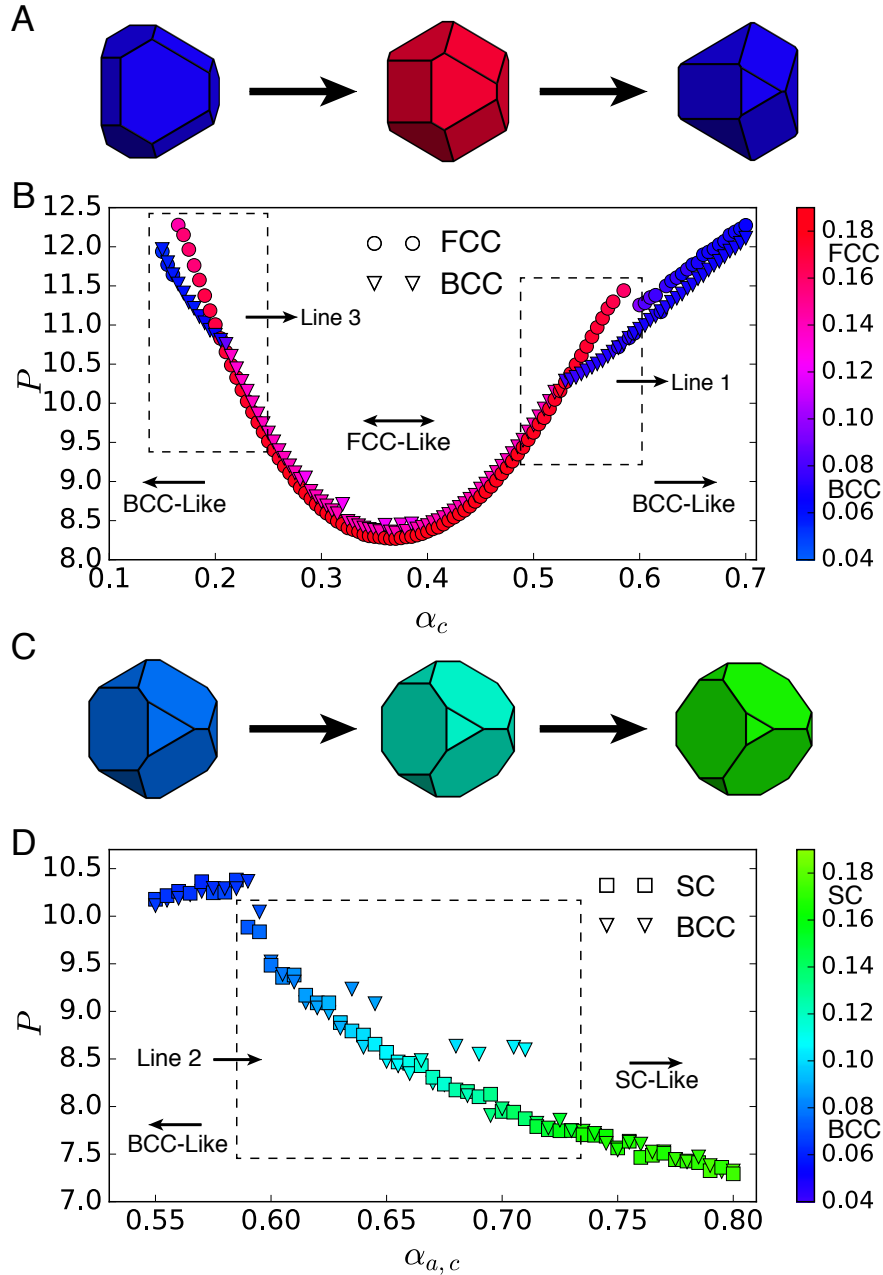 A
B
12.5
12.0
11.5
11.0
10.5
10.0
9.5
9.0
8.5
8.0
P
FCC
BCC
Line 3
Line 1
FCC-Like
BCC-Like
BCC-Like
0.1 0.2 0.3 0.4 0.5 0.6 0.7
α_c
0.18
FCC
0.16
0.14
0.12
0.10
0.08
BCC
0.06
0.04
C
D
10.5
10.0
9.5
9.0
8.5
8.0
7.5
7.0
P
SC
BCC
Line 2
BCC-Like
SC-Like
0.55 0.60 0.65 0.70 0.75 0.80
α_{a,c}
0.18
SC
0.16
0.14
0.12
0.10
0.08
BCC
0.06
0.04